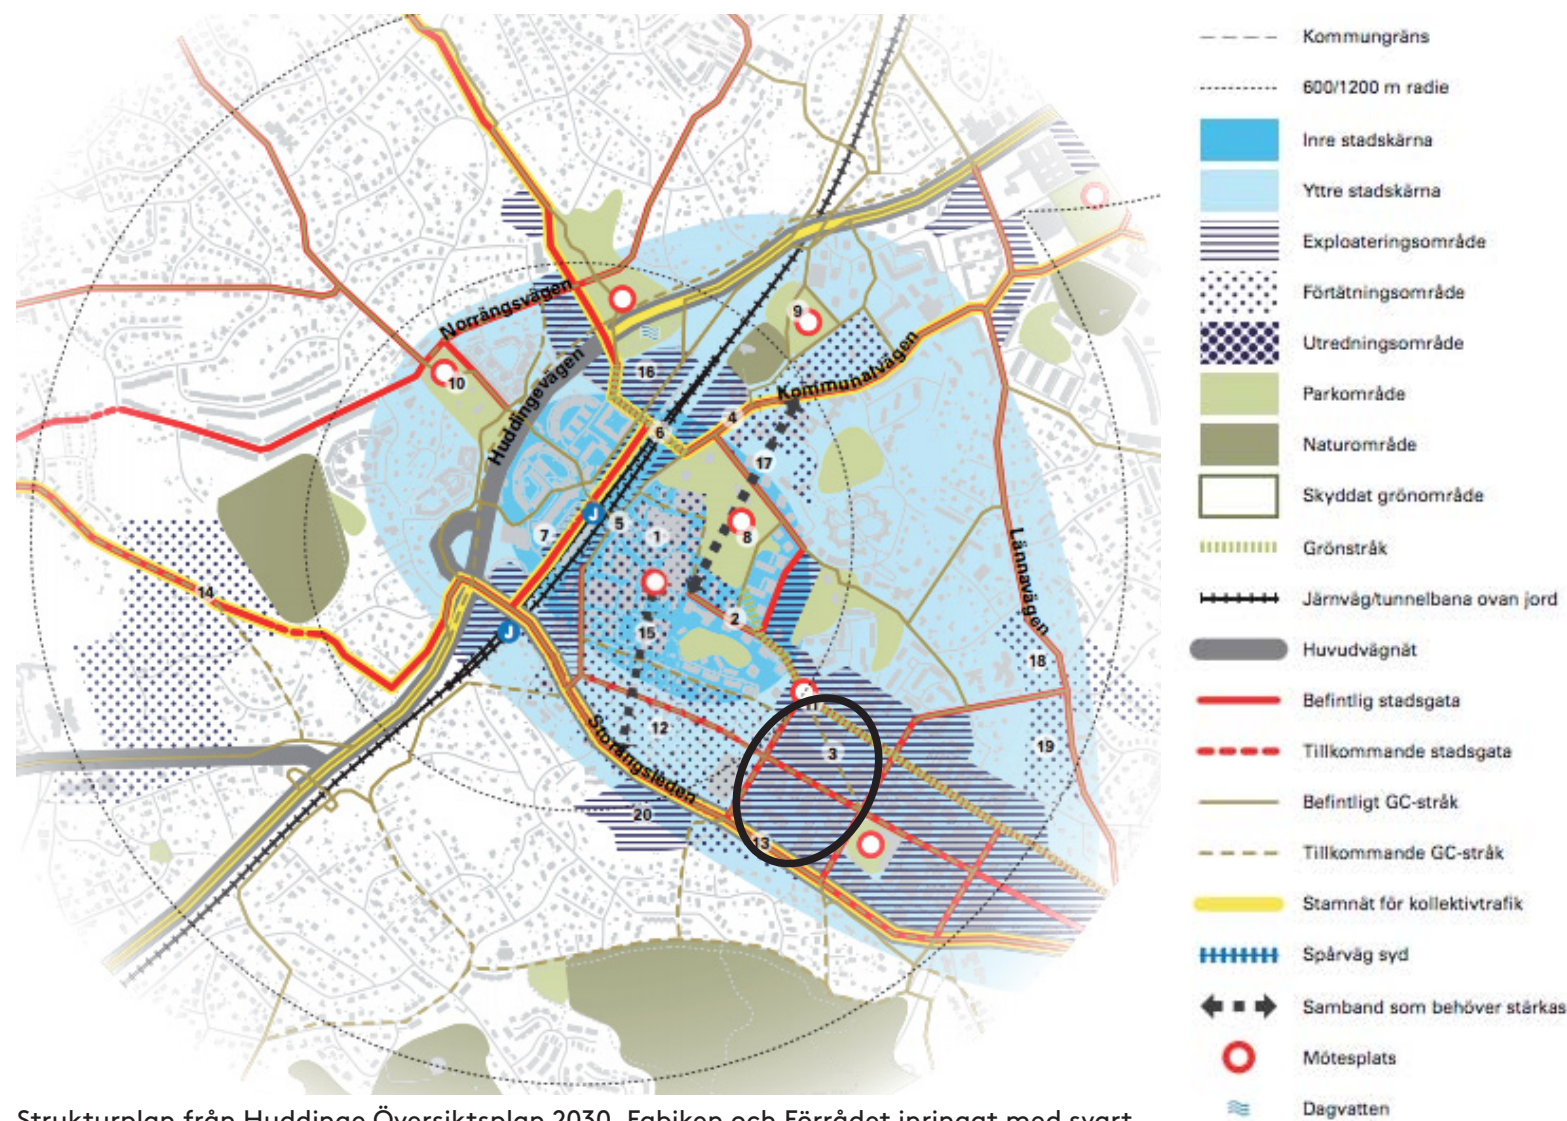 Norrängsvägen
Huddingevägen
Kommunalvägen
Lännavägen
Storängsleden
9
10
16
4
6
17
7
5
1
8
14
2
15
18
11
12
3
19
20
13
J
J
Kommungräns
600/1200 m radie
Inre stadskärna
Yttre stadskärna
Exploateringsområde
Förtätningsområde
Utredningsområde
Parkområde
Naturområde
Skyddat grönområde
Grönstråk
Järnväg/tunnelbana ovan jord
Huvudvägnät
Befintlig stadsgata
Tillkommande stadsgata
Befintligt GC-stråk
Tillkommande GC-stråk
Stamnät för kollektivtrafik
Spårväg syd
Samband som behöver stärkas
Mötesplats
Dagvatten
Strukturplan från Huddinge Översiktsplan 2030. Fabiken och Förrådet inringat med svart